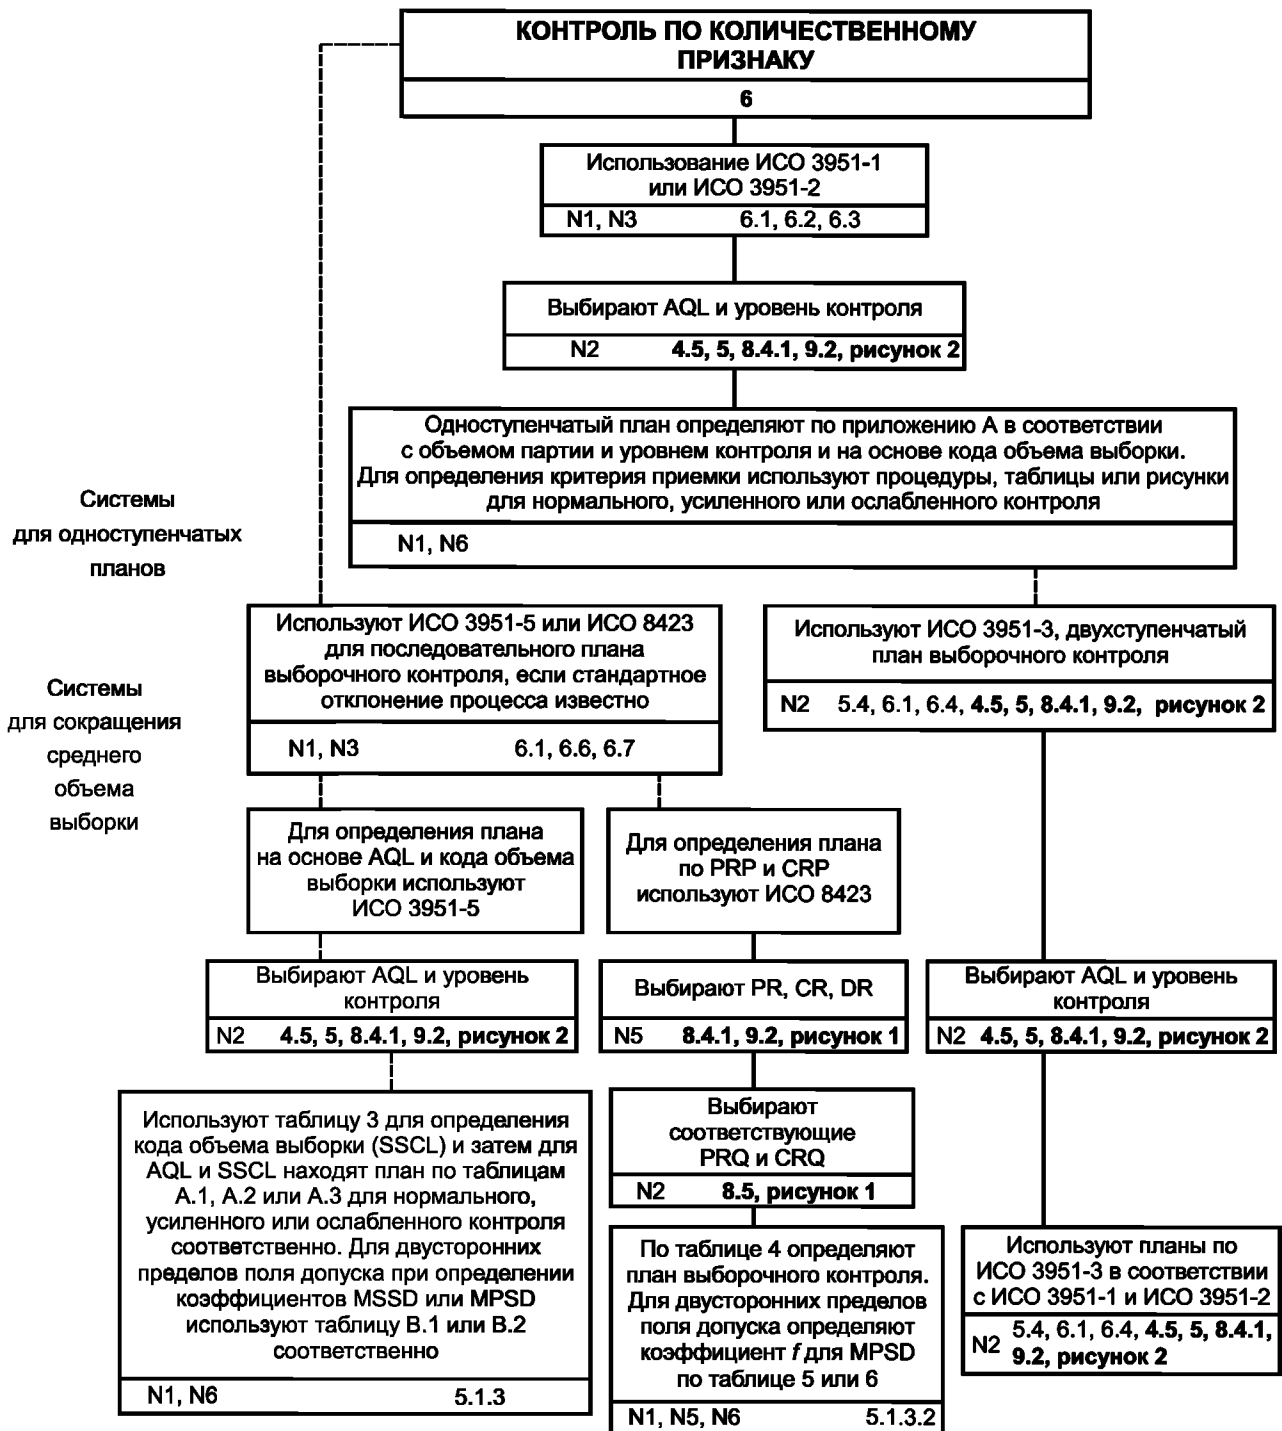 КОНТРОЛЬ ПО КОЛИЧЕСТВЕННОМУ
ПРИЗНАКУ
6
Использование ИСО 3951-1
или ИСО 3951-2
N1, N3 6.1, 6.2, 6.3
Выбирают AQL и уровень контроля
N2 4.5, 5, 8.4.1, 9.2, рисунок 2
Одноступенчатый план определяют по приложению А в соответствии
с объемом партии и уровнем контроля и на основе кода объема выборки.
Для определения критерия приемки используют процедуры, таблицы или рисунки
для нормального, усиленного или ослабленного контроля
N1, N6
Системы
для одноступенчатых
планов
Используют ИСО 3951-5 или ИСО 8423
для последовательного плана
выборочного контроля, если стандартное
отклонение процесса известно
N1, N3 6.1, 6.6, 6.7
Используют ИСО 3951-3, двухступенчатый
план выборочного контроля
N2 5.4, 6.1, 6.4, 4.5, 5, 8.4.1, 9.2, рисунок 2
Системы
для сокращения
среднего
объема
выборки
Для определения плана
на основе AQL и кода объема
выборки используют
ИСО 3951-5
Для определения плана
по PRP и CRP
используют ИСО 8423
Выбирают AQL и уровень
контроля
N2 4.5, 5, 8.4.1, 9.2, рисунок 2
Выбирают PR, CR, DR
N5 8.4.1, 9.2, рисунок 1
Выбирают AQL и уровень
контроля
N2 4.5, 5, 8.4.1, 9.2, рисунок 2
Используют таблицу 3 для определения
кода объема выборки (SSCL) и затем для
AQL и SSCL находят план по таблицам
А.1, А.2 или А.3 для нормального,
усиленного или ослабленного контроля
соответственно. Для двусторонних
пределов поля допуска при определении
коэффициентов MSSD или MPSD
используют таблицу В.1 или В.2
соответственно
N1, N6 5.1.3
Выбирают
соответствующие
PRQ и CRQ
N2 8.5, рисунок 1
По таблице 4 определяют
план выборочного контроля.
Для двусторонних пределов
поля допуска определяют
коэффициент f для MPSD
по таблице 5 или 6
N1, N5, N6 5.1.3.2
Используют планы по
ИСО 3951-3 в соответствии
с ИСО 3951-1 и ИСО 3951-2
N2 5.4, 6.1, 6.4, 4.5, 5, 8.4.1,
9.2, рисунок 2